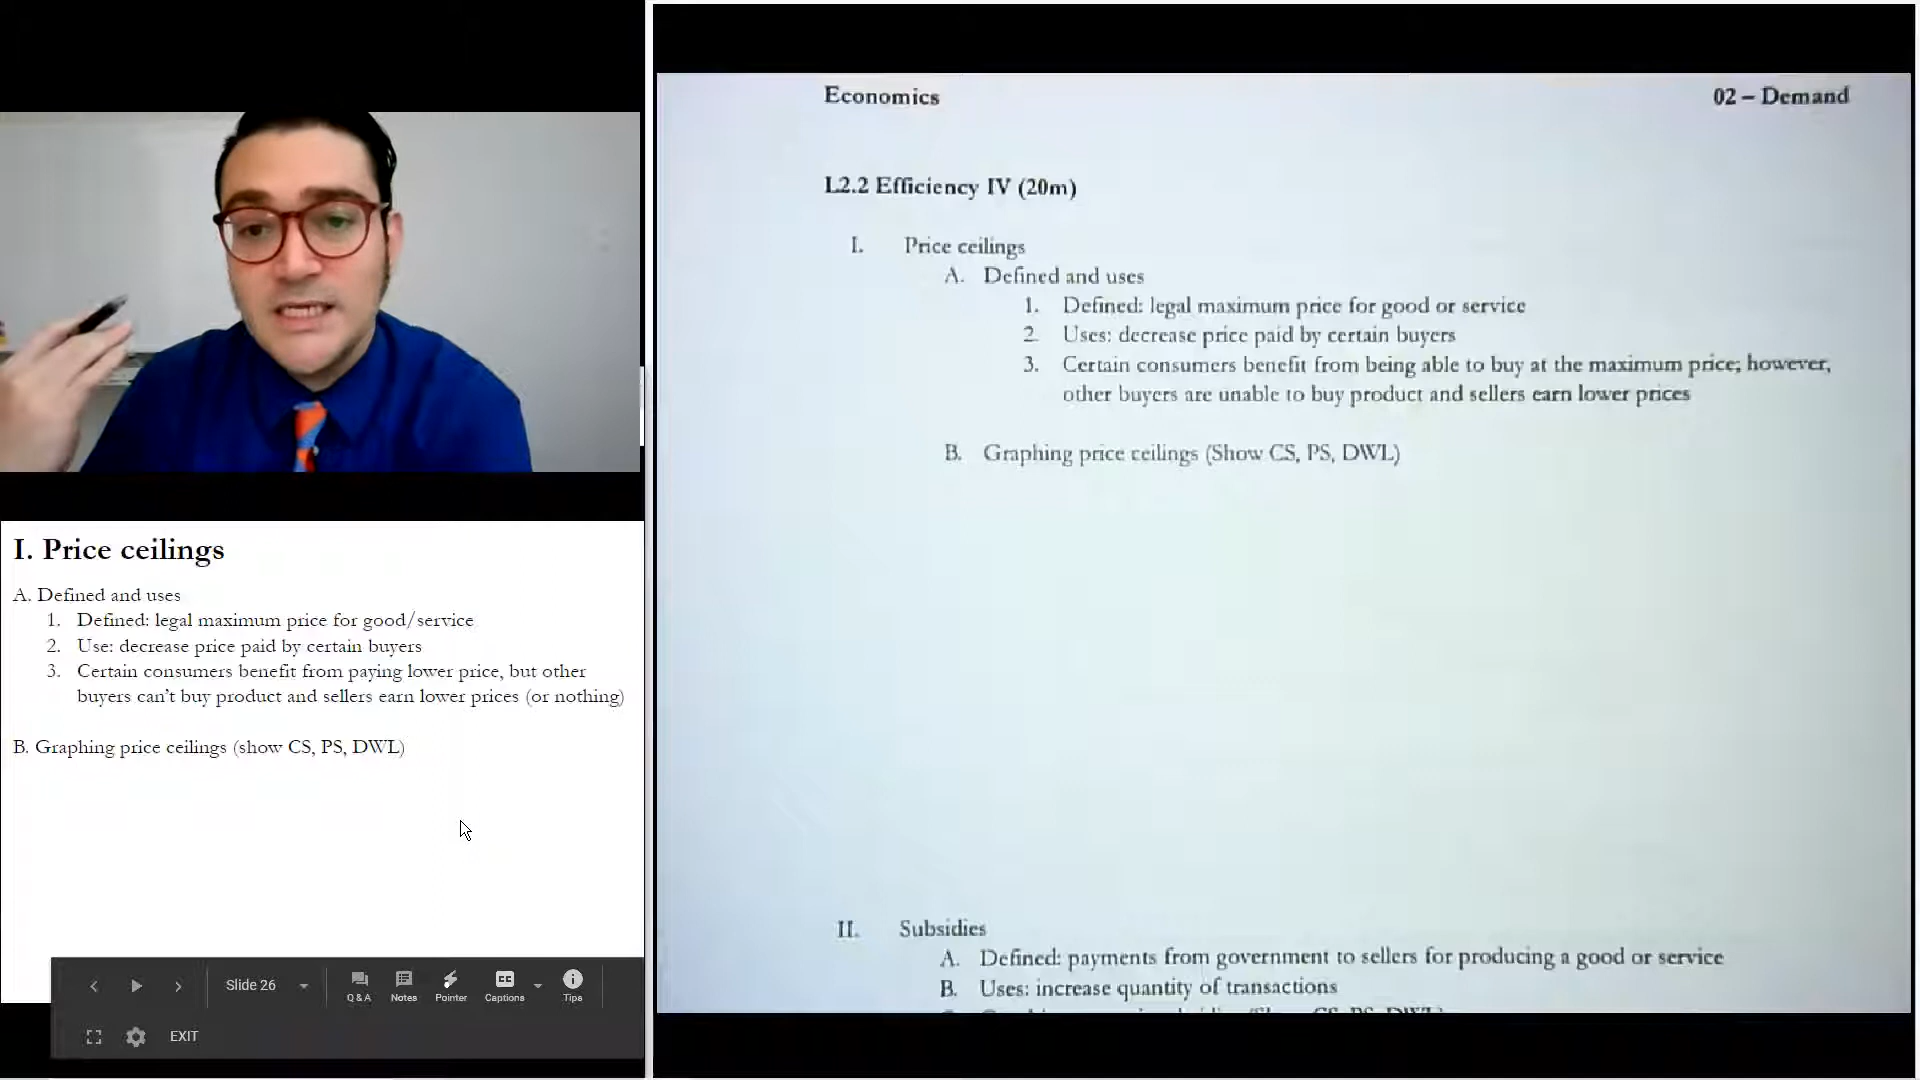 Economics
02 – Demand
L2.2 Efficiency IV (20m)
I. Price ceilings
A. Defined and uses
1. Defined: legal maximum price for good or service
2. Uses: decrease price paid by certain buyers
3. Certain consumers benefit from being able to buy at the maximum price; however,
other buyers are unable to buy product and sellers earn lower prices
B. Graphing price ceilings (Show CS, PS, DWL)
II. Subsidies
A. Defined: payments from government to sellers for producing a good or service
B. Uses: increase quantity of transactions
I. Price ceilings
A. Defined and uses
1. Defined: legal maximum price for good/service
2. Use: decrease price paid by certain buyers
3. Certain consumers benefit from paying lower price, but other
buyers can't buy product and sellers earn lower prices (or nothing)
B. Graphing price ceilings (show CS, PS, DWL)
Slide 26
Q & A
Notes
Pointer
CC
Captions
Tips
EXIT